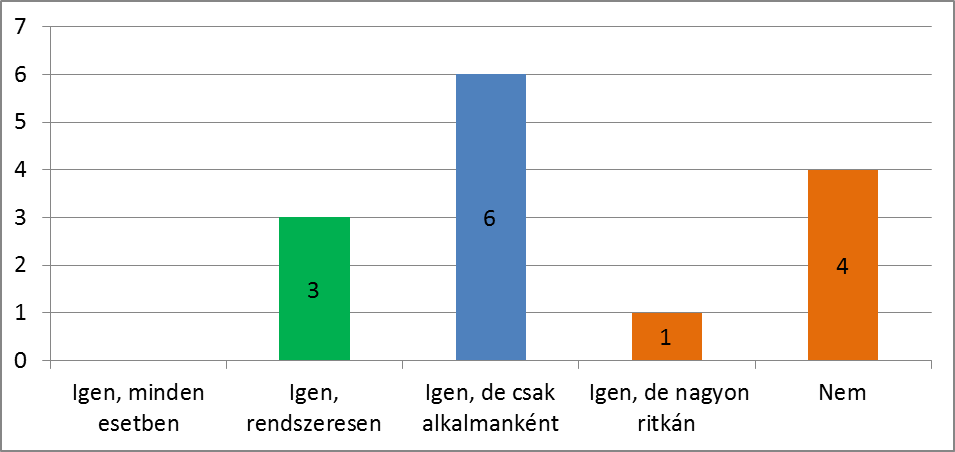 7
6
5
4
3
2
1
0
3
6
1
4
Igen, minden
esetben
Igen,
rendszeresen
Igen, de csak
alkalmanként
Igen, de nagyon
ritkán
Nem